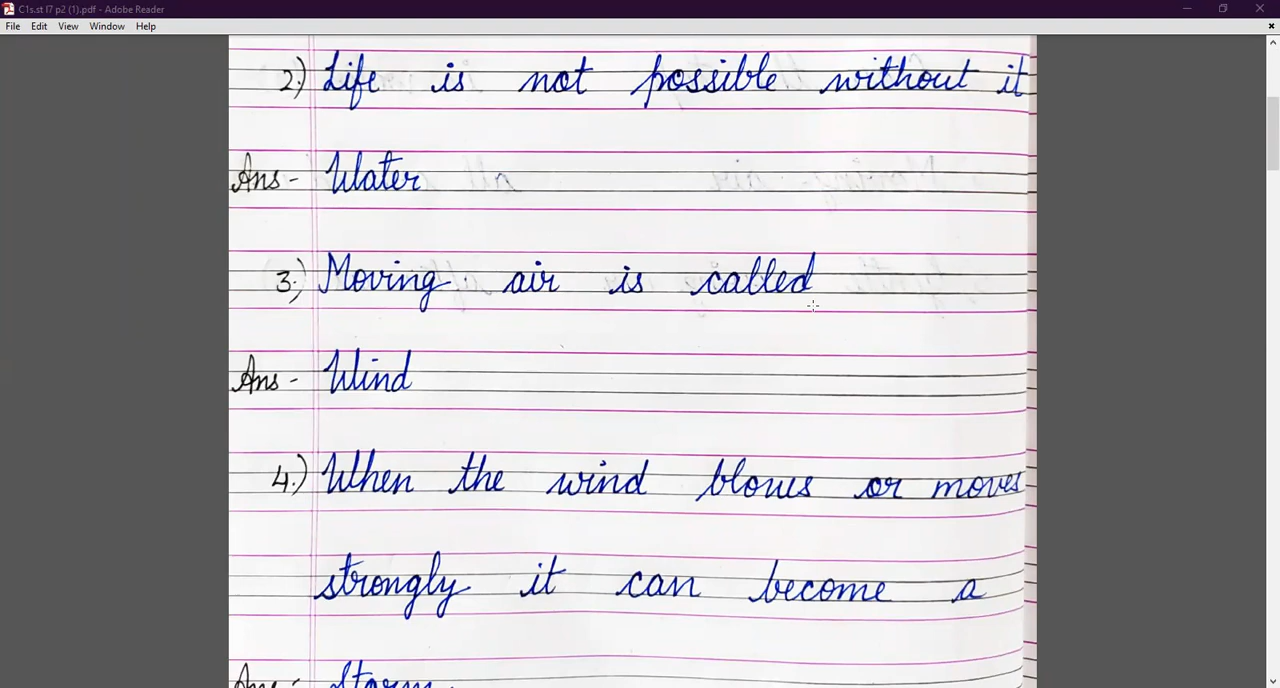 C1s.st l7 p2 (1).pdf - Adobe Reader
File Edit View Window Help
2.) Life is not possible without it
Ans - Water
3.) Moving air is called
Ans - Wind
4.) When the wind blows or moves
strongly it can become a
Ans - Storm